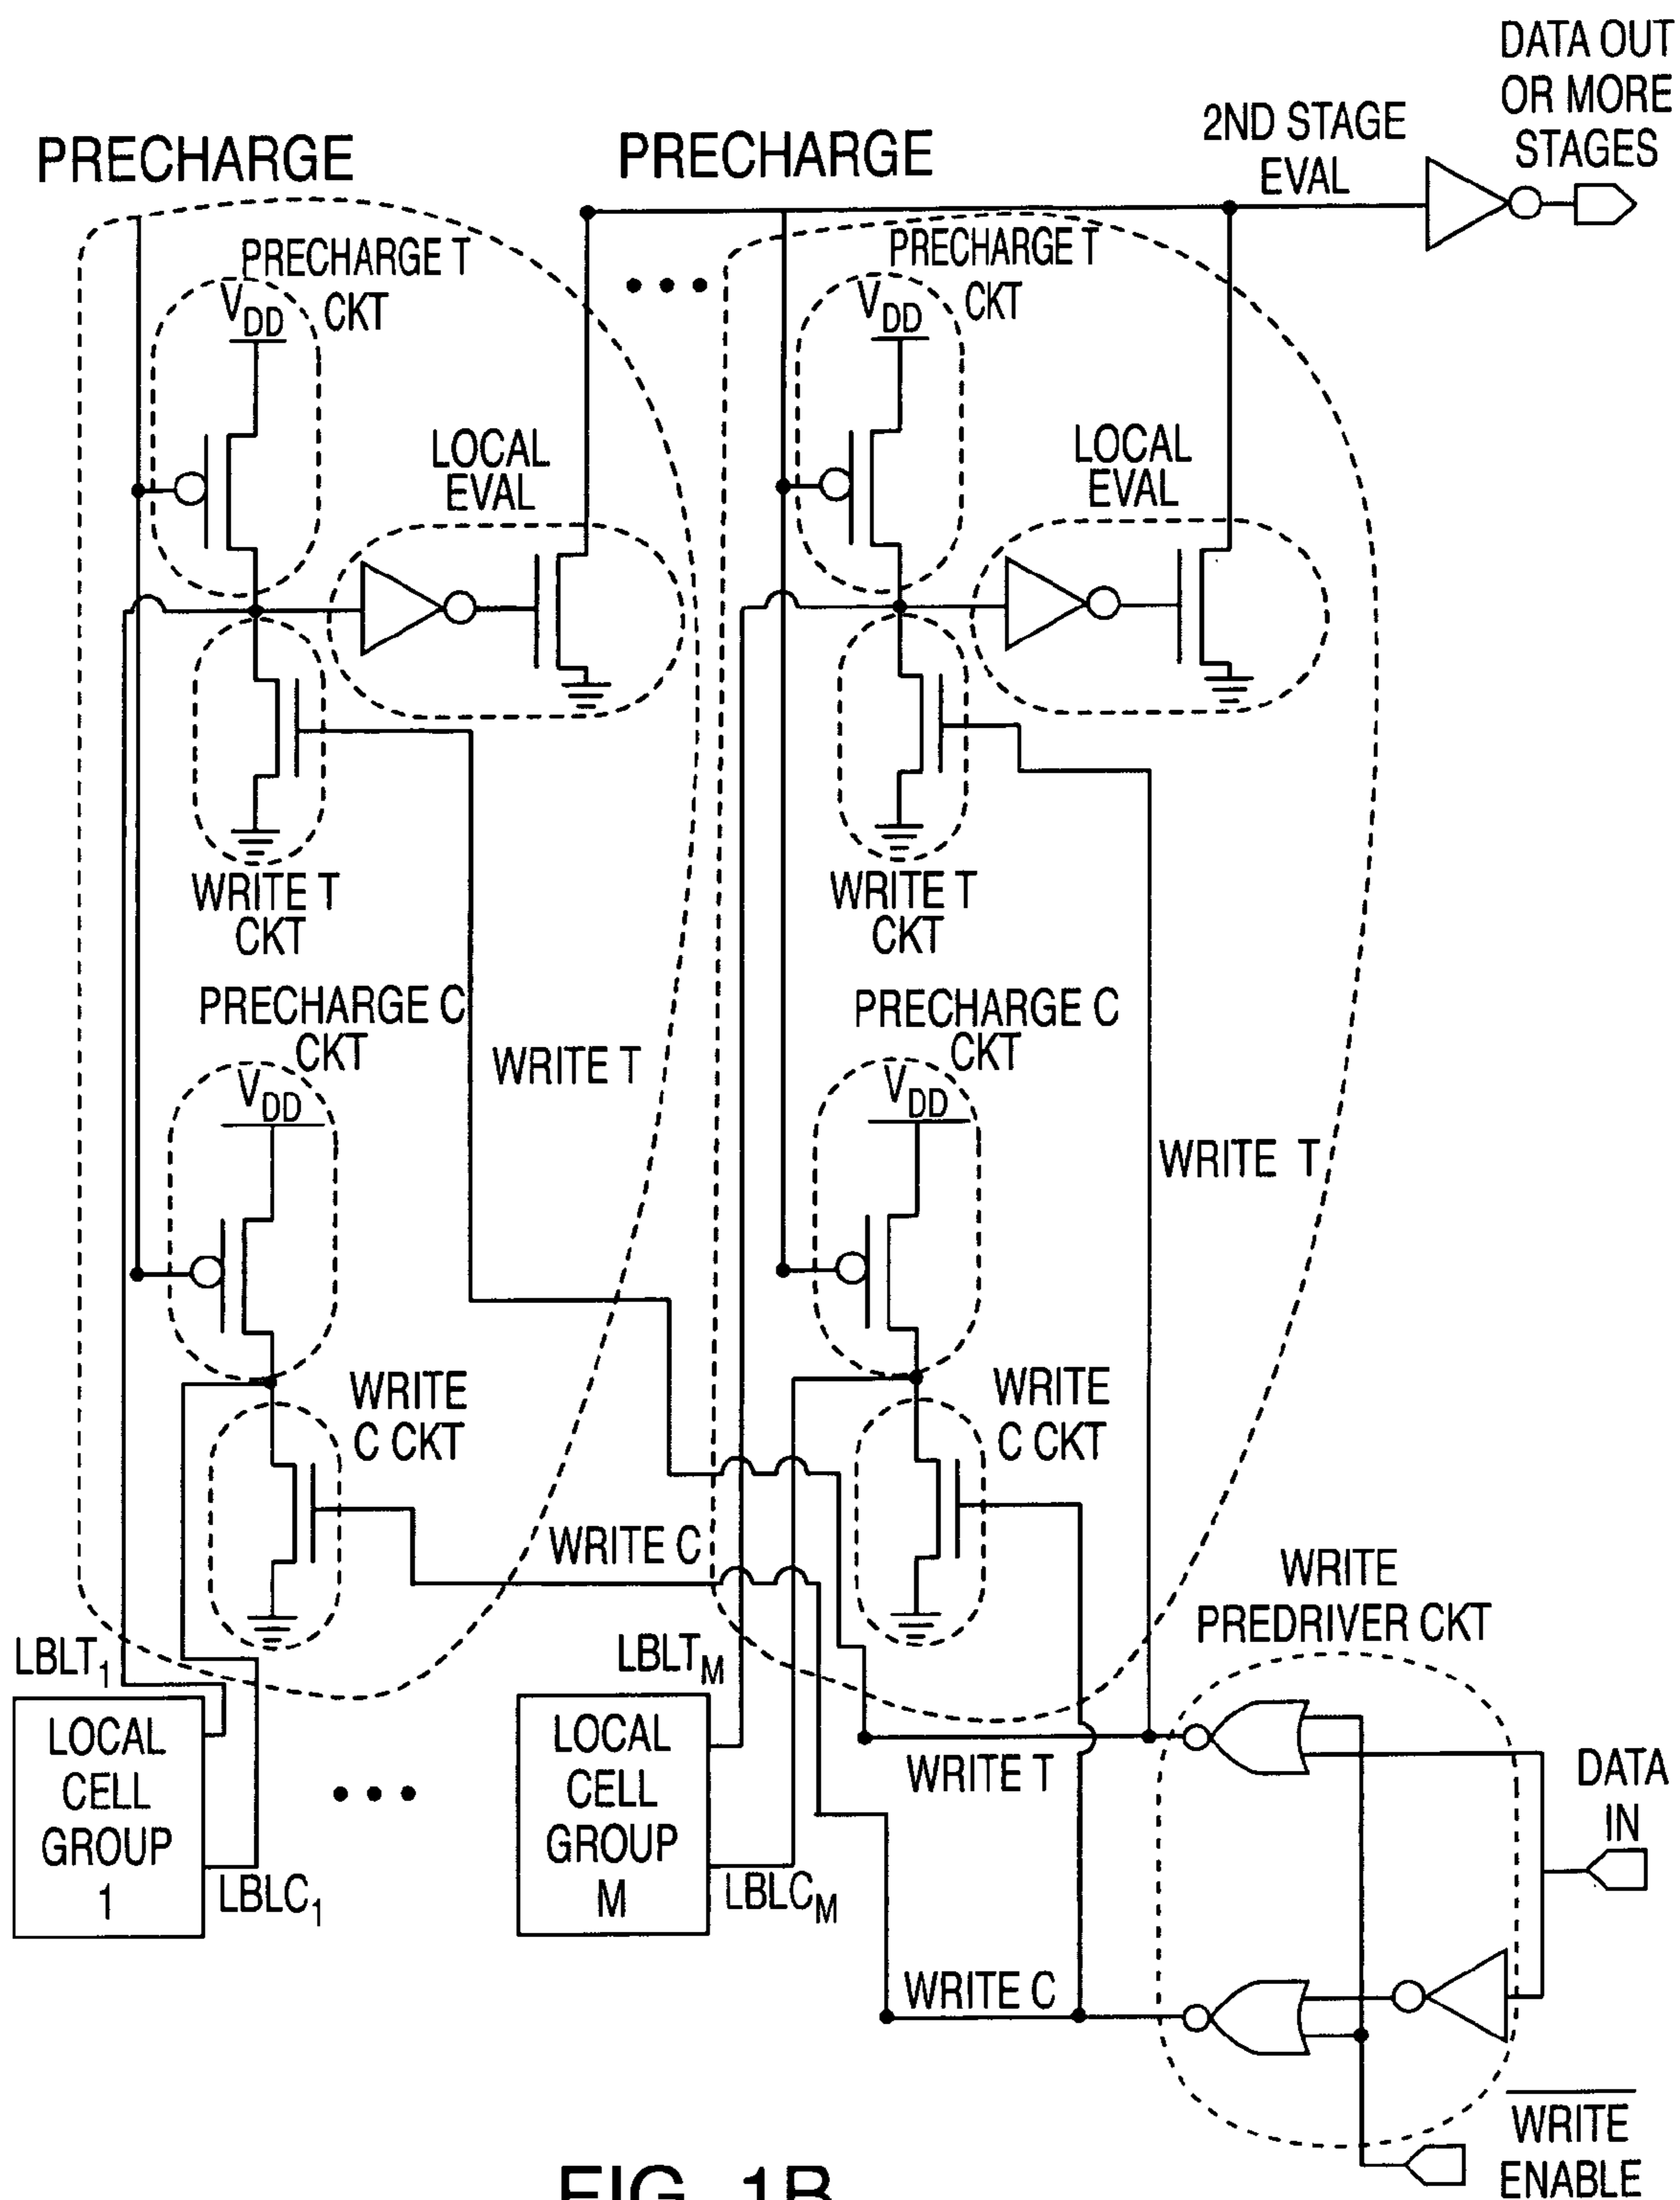 DATA OUT
OR MORE
STAGES
2ND STAGE
EVAL
PRECHARGE
PRECHARGE
PRECHARGE T
CKT
VDD
PRECHARGE T
CKT
VDD
LOCAL
EVAL
LOCAL
EVAL
WRITE T
CKT
WRITE T
CKT
PRECHARGE C
CKT
VDD
PRECHARGE C
CKT
VDD
WRITE T
WRITE T
WRITE
C CKT
WRITE
C CKT
WRITE C
WRITE
PREDRIVER CKT
LBLT1
LBLTM
LOCAL
CELL
GROUP
1
LBLC1
LOCAL
CELL
GROUP
M
LBLCM
WRITE T
DATA
IN
WRITE C
WRITE
ENABLE
FIG. 1B